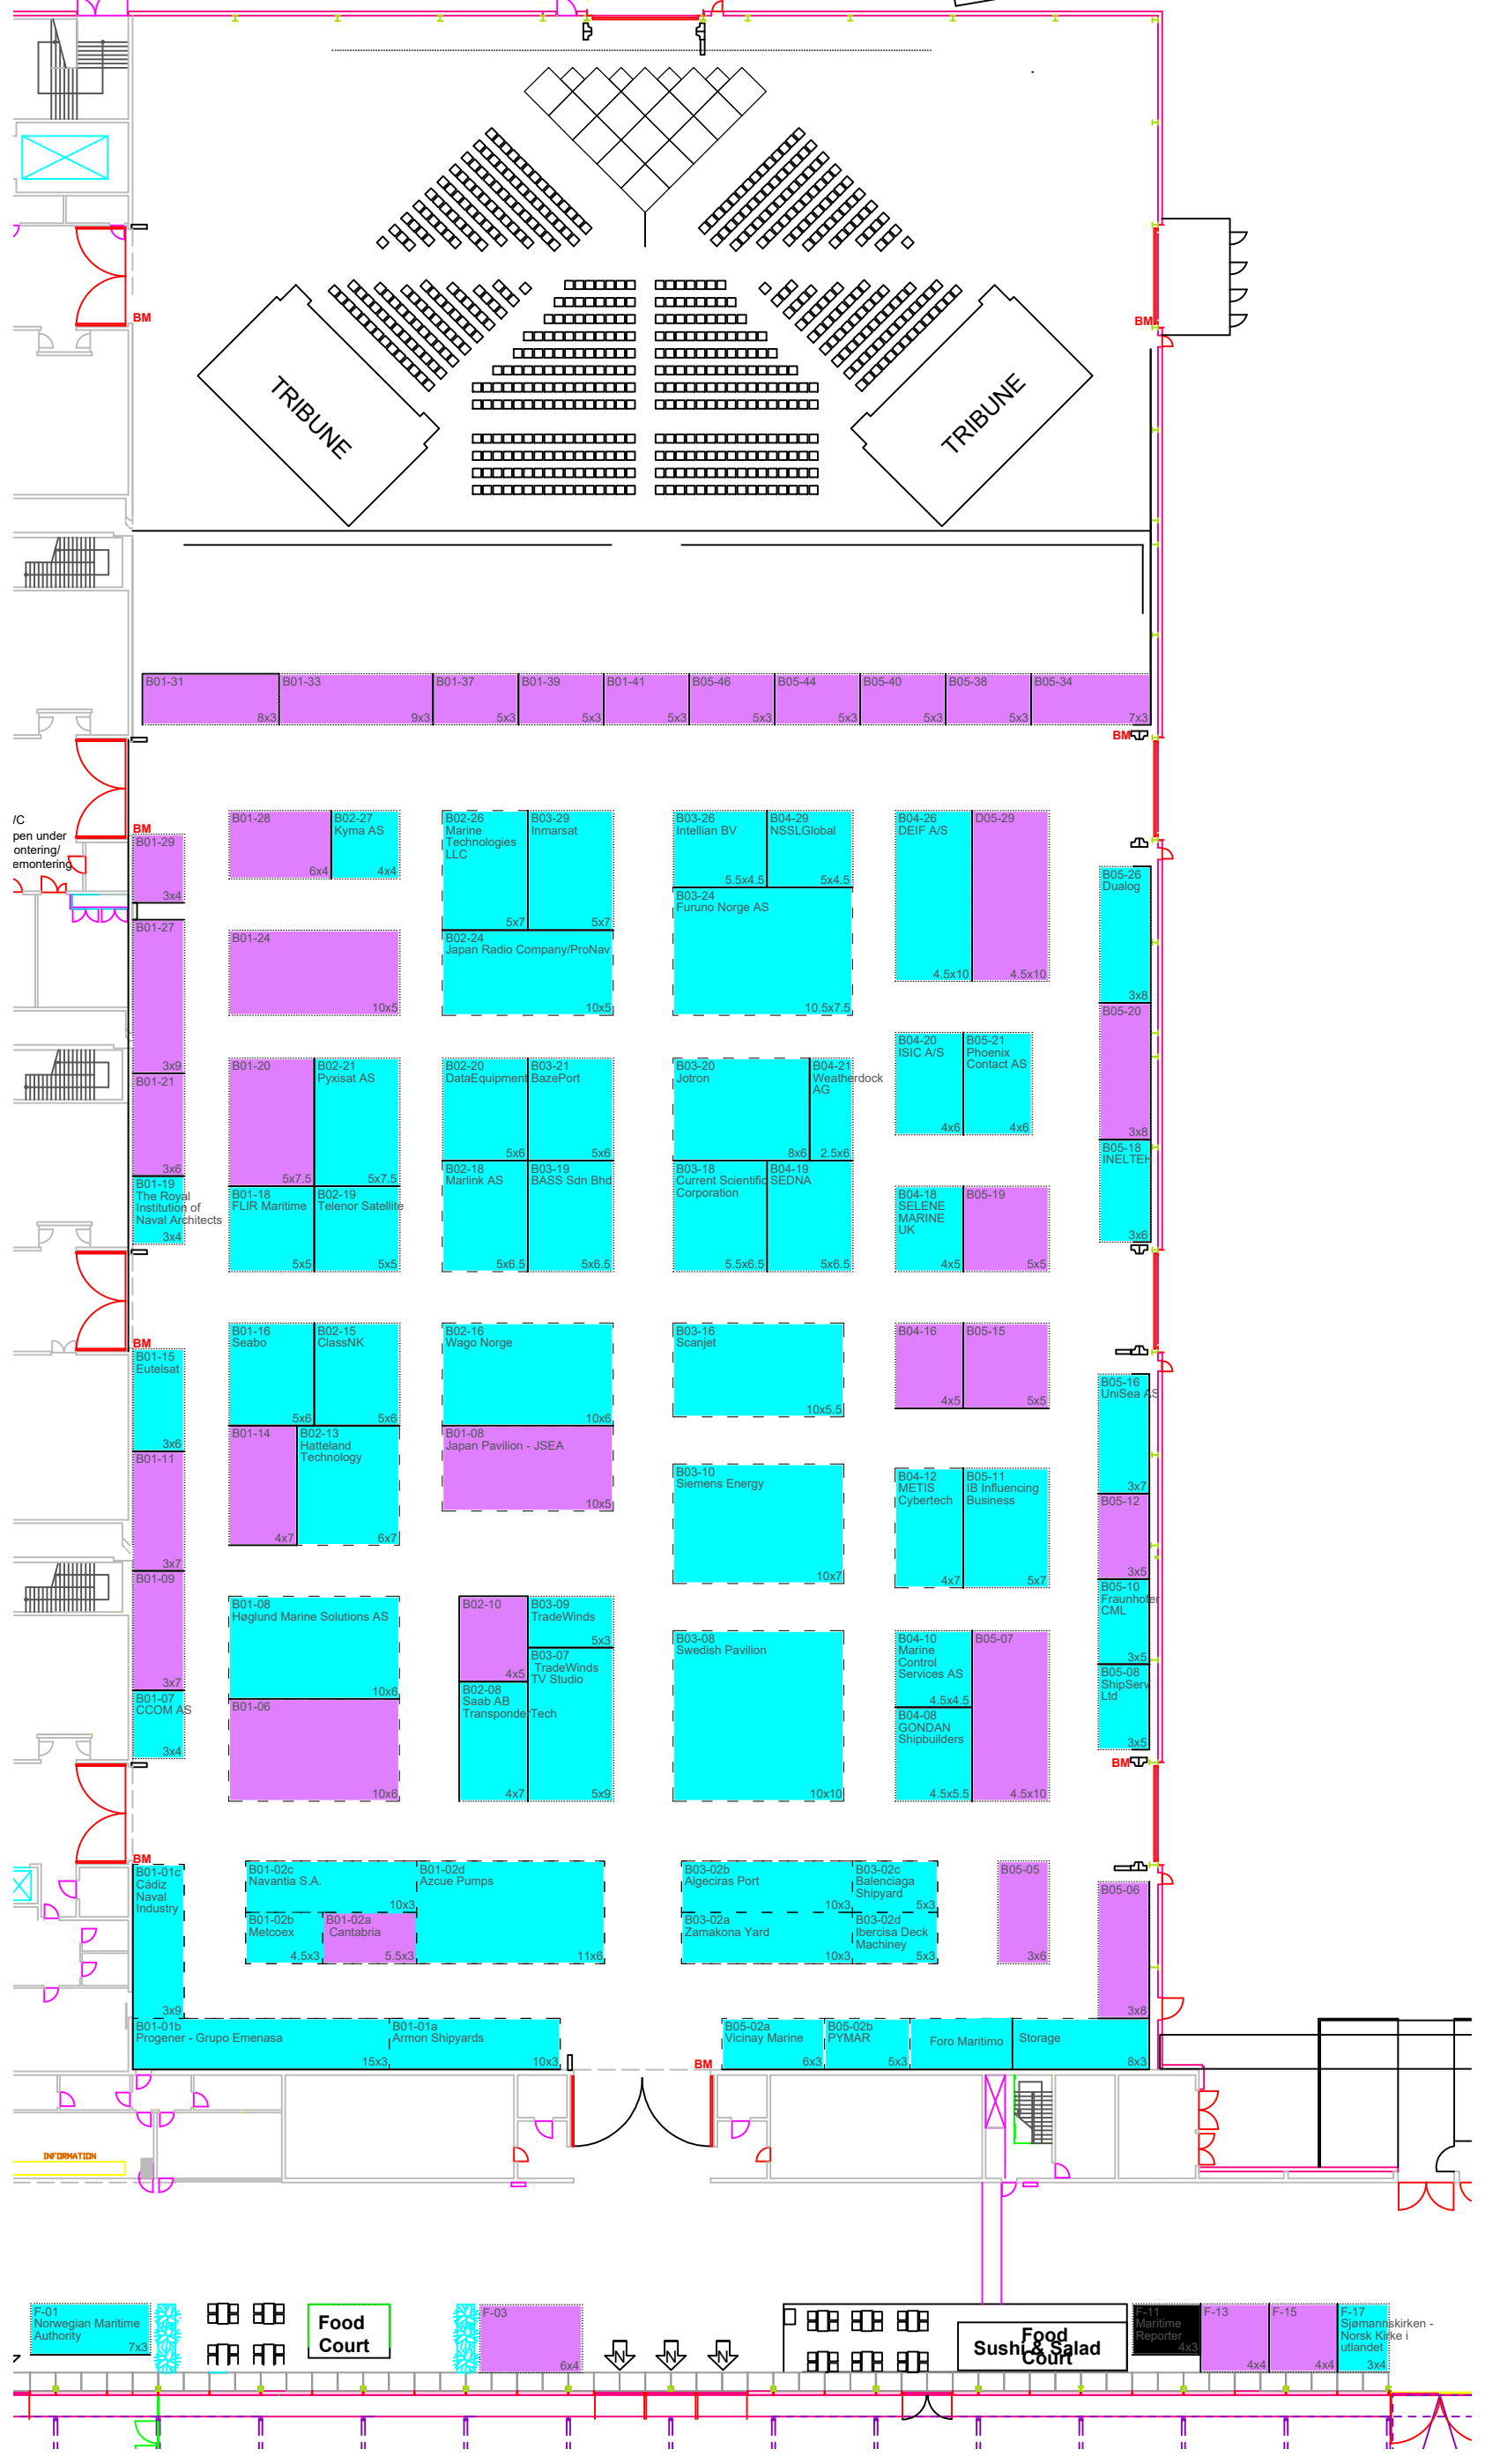 TRIBUNE
TRIBUNE
BM
BM
B01-31
8x3
B01-33
9x3
B01-37
5x3
B01-39
5x3
B01-41
5x3
B05-46
5x3
B05-44
5x3
B05-40
5x3
B05-38
5x3
B05-34
7x3
BM
/C
pen under
ontering/
emontering
BM
B01-29
3x4
B01-28
6x4
B02-27
Kyma AS
4x4
B02-26
Marine
Technologies
LLC
5x7
B03-29
Inmarsat
5x7
B03-26
Intellian BV
5.5x4.5
B04-29
NSSLGlobal
5x4.5
B04-26
DEIF A/S
4.5x10
D05-29
4.5x10
B05-26
Dualog
3x8
B01-27
3x9
B01-24
10x5
B02-24
Japan Radio Company/ProNav
10x5
B03-24
Furuno Norge AS
10.5x7.5
B05-20
3x8
B04-20
ISIC A/S
4x6
B05-21
Phoenix
Contact AS
4x6
B01-21
3x6
B01-20
5x7.5
B02-21
Pyxisat AS
5x7.5
B02-20
DataEquipment
5x6
B03-21
BazePort
5x6
B03-20
Jotron
8x6
B04-21
Weatherdock
AG
2.5x6
B05-18
INELTEH
3x6
B01-19
The Royal
Institution of
Naval Architects
3x4
B01-18
FLIR Maritime
5x5
B02-19
Telenor Satellite
5x5
B02-18
Marlink AS
5x6.5
B03-19
BASS Sdn Bhd
5x6.5
B03-18
Current Scientific
Corporation
5.5x6.5
B04-19
SEDNA
5x6.5
B04-18
SELENE
MARINE
UK
4x5
B05-19
5x5
BM
B01-15
Eutelsat
3x6
B01-16
Seabo
5x6
B02-15
ClassNK
5x6
B02-16
Wago Norge
10x6
B03-16
Scanjet
10x5.5
B04-16
4x5
B05-15
5x5
B05-16
UniSea AS
3x7
B01-11
3x7
B01-14
4x7
B02-13
Hatteland
Technology
6x7
B01-08
Japan Pavilion - JSEA
10x5
B03-10
Siemens Energy
10x7
B04-12
METIS
Cybertech
4x7
B05-11
IB Influencing
Business
5x7
B05-12
3x5
B05-10
Fraunhofer
CML
3x5
B01-09
3x7
B01-08
Høglund Marine Solutions AS
10x6
B02-10
4x5
B03-09
TradeWinds
5x3
B03-07
TradeWinds
TV Studio
5x9
B03-08
Swedish Pavilion
10x10
B04-10
Marine
Control
Services AS
4.5x4.5
B05-07
4.5x10
B05-08
ShipServ
Ltd
3x5
B01-07
CCOM AS
3x4
B01-06
10x6
B02-08
Saab AB
TransponderTech
4x7
B04-08
GONDAN
Shipbuilders
4.5x5.5
BM
BM
B01-01c
Cádiz
Naval
Industry
3x9
B01-02c
Navantia S.A.
10x3
B01-02d
Azcue Pumps
11x6
B01-02b
Metcoex
4.5x3
B01-02a
Cantabria
5.5x3
B03-02b
Algeciras Port
10x3
B03-02c
Balenciaga
Shipyard
5x3
B03-02a
Zamakona Yard
10x3
B03-02d
Ibercisa Deck
Machiney
5x3
B05-05
3x6
B05-06
3x8
B01-01b
Progener - Grupo Emenasa
15x3
B01-01a
Armon Shipyards
10x3
BM
B05-02a
Vicinay Marine
6x3
B05-02b
PYMAR
5x3
Foro Maritimo
Storage
8x3
INFORMATION
F-01
Norwegian Maritime
Authority
7x3
Food
Court
F-03
6x4
N
N
N
Food
Sushi & Salad
Court
F-11
Maritime
Reporter
4x3
F-13
4x4
F-15
4x4
F-17
Sjømannskirken -
Norsk Kirke i
utlandet
3x4